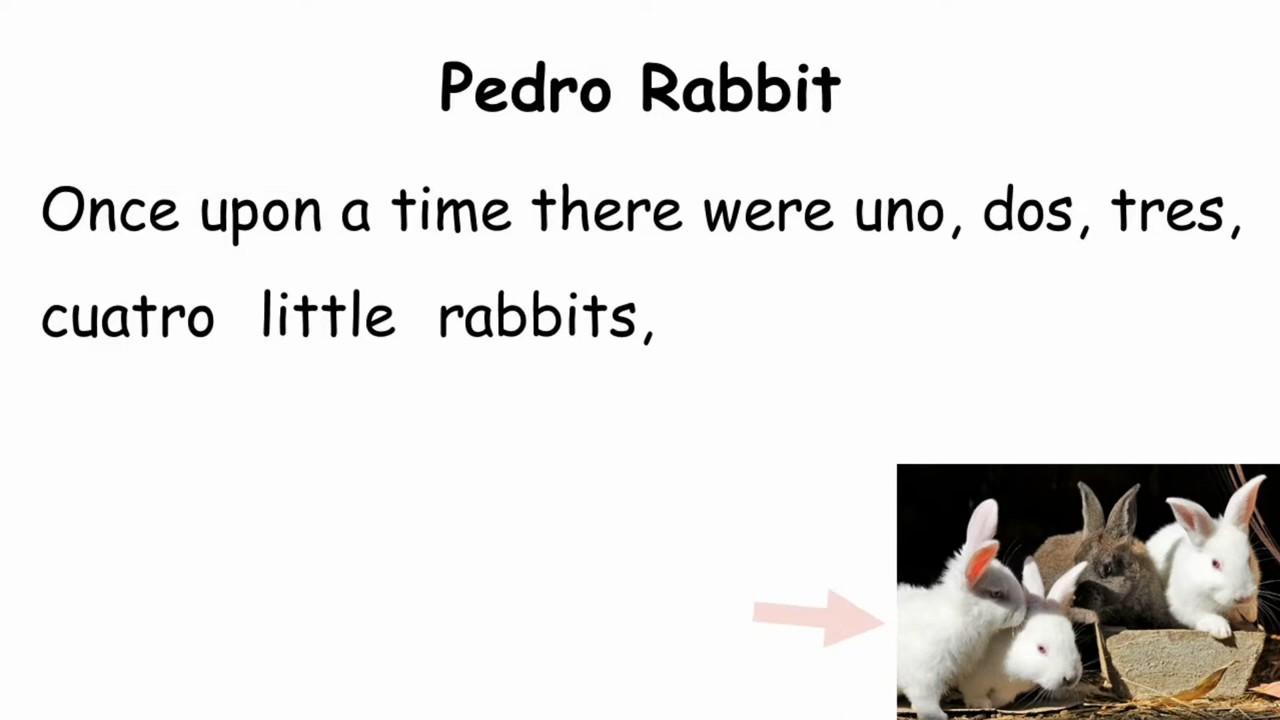 Pedro Rabbit
Once upon a time there were uno, dos, tres,
cuatro little rabbits,